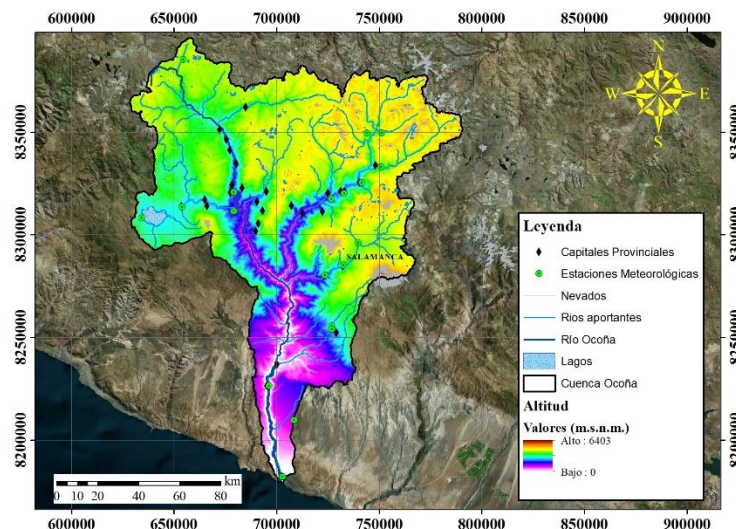 600000 650000 700000 750000 800000 850000 900000
8350000 8350000
8300000 8300000
8250000 8250000
8200000 8200000
N
W E
S
SALAMANCA
Leyenda
Capitales Provinciales
Estaciones Meteorológicas
Nevados
Rios aportantes
Río Ocoña
Lagos
Cuenca Ocoña
Altitud
Valores (m.s.n.m.)
Alto : 6403
Bajo : 0
km
0 10 20 40 60 80
600000 650000 700000 750000 800000 850000 900000